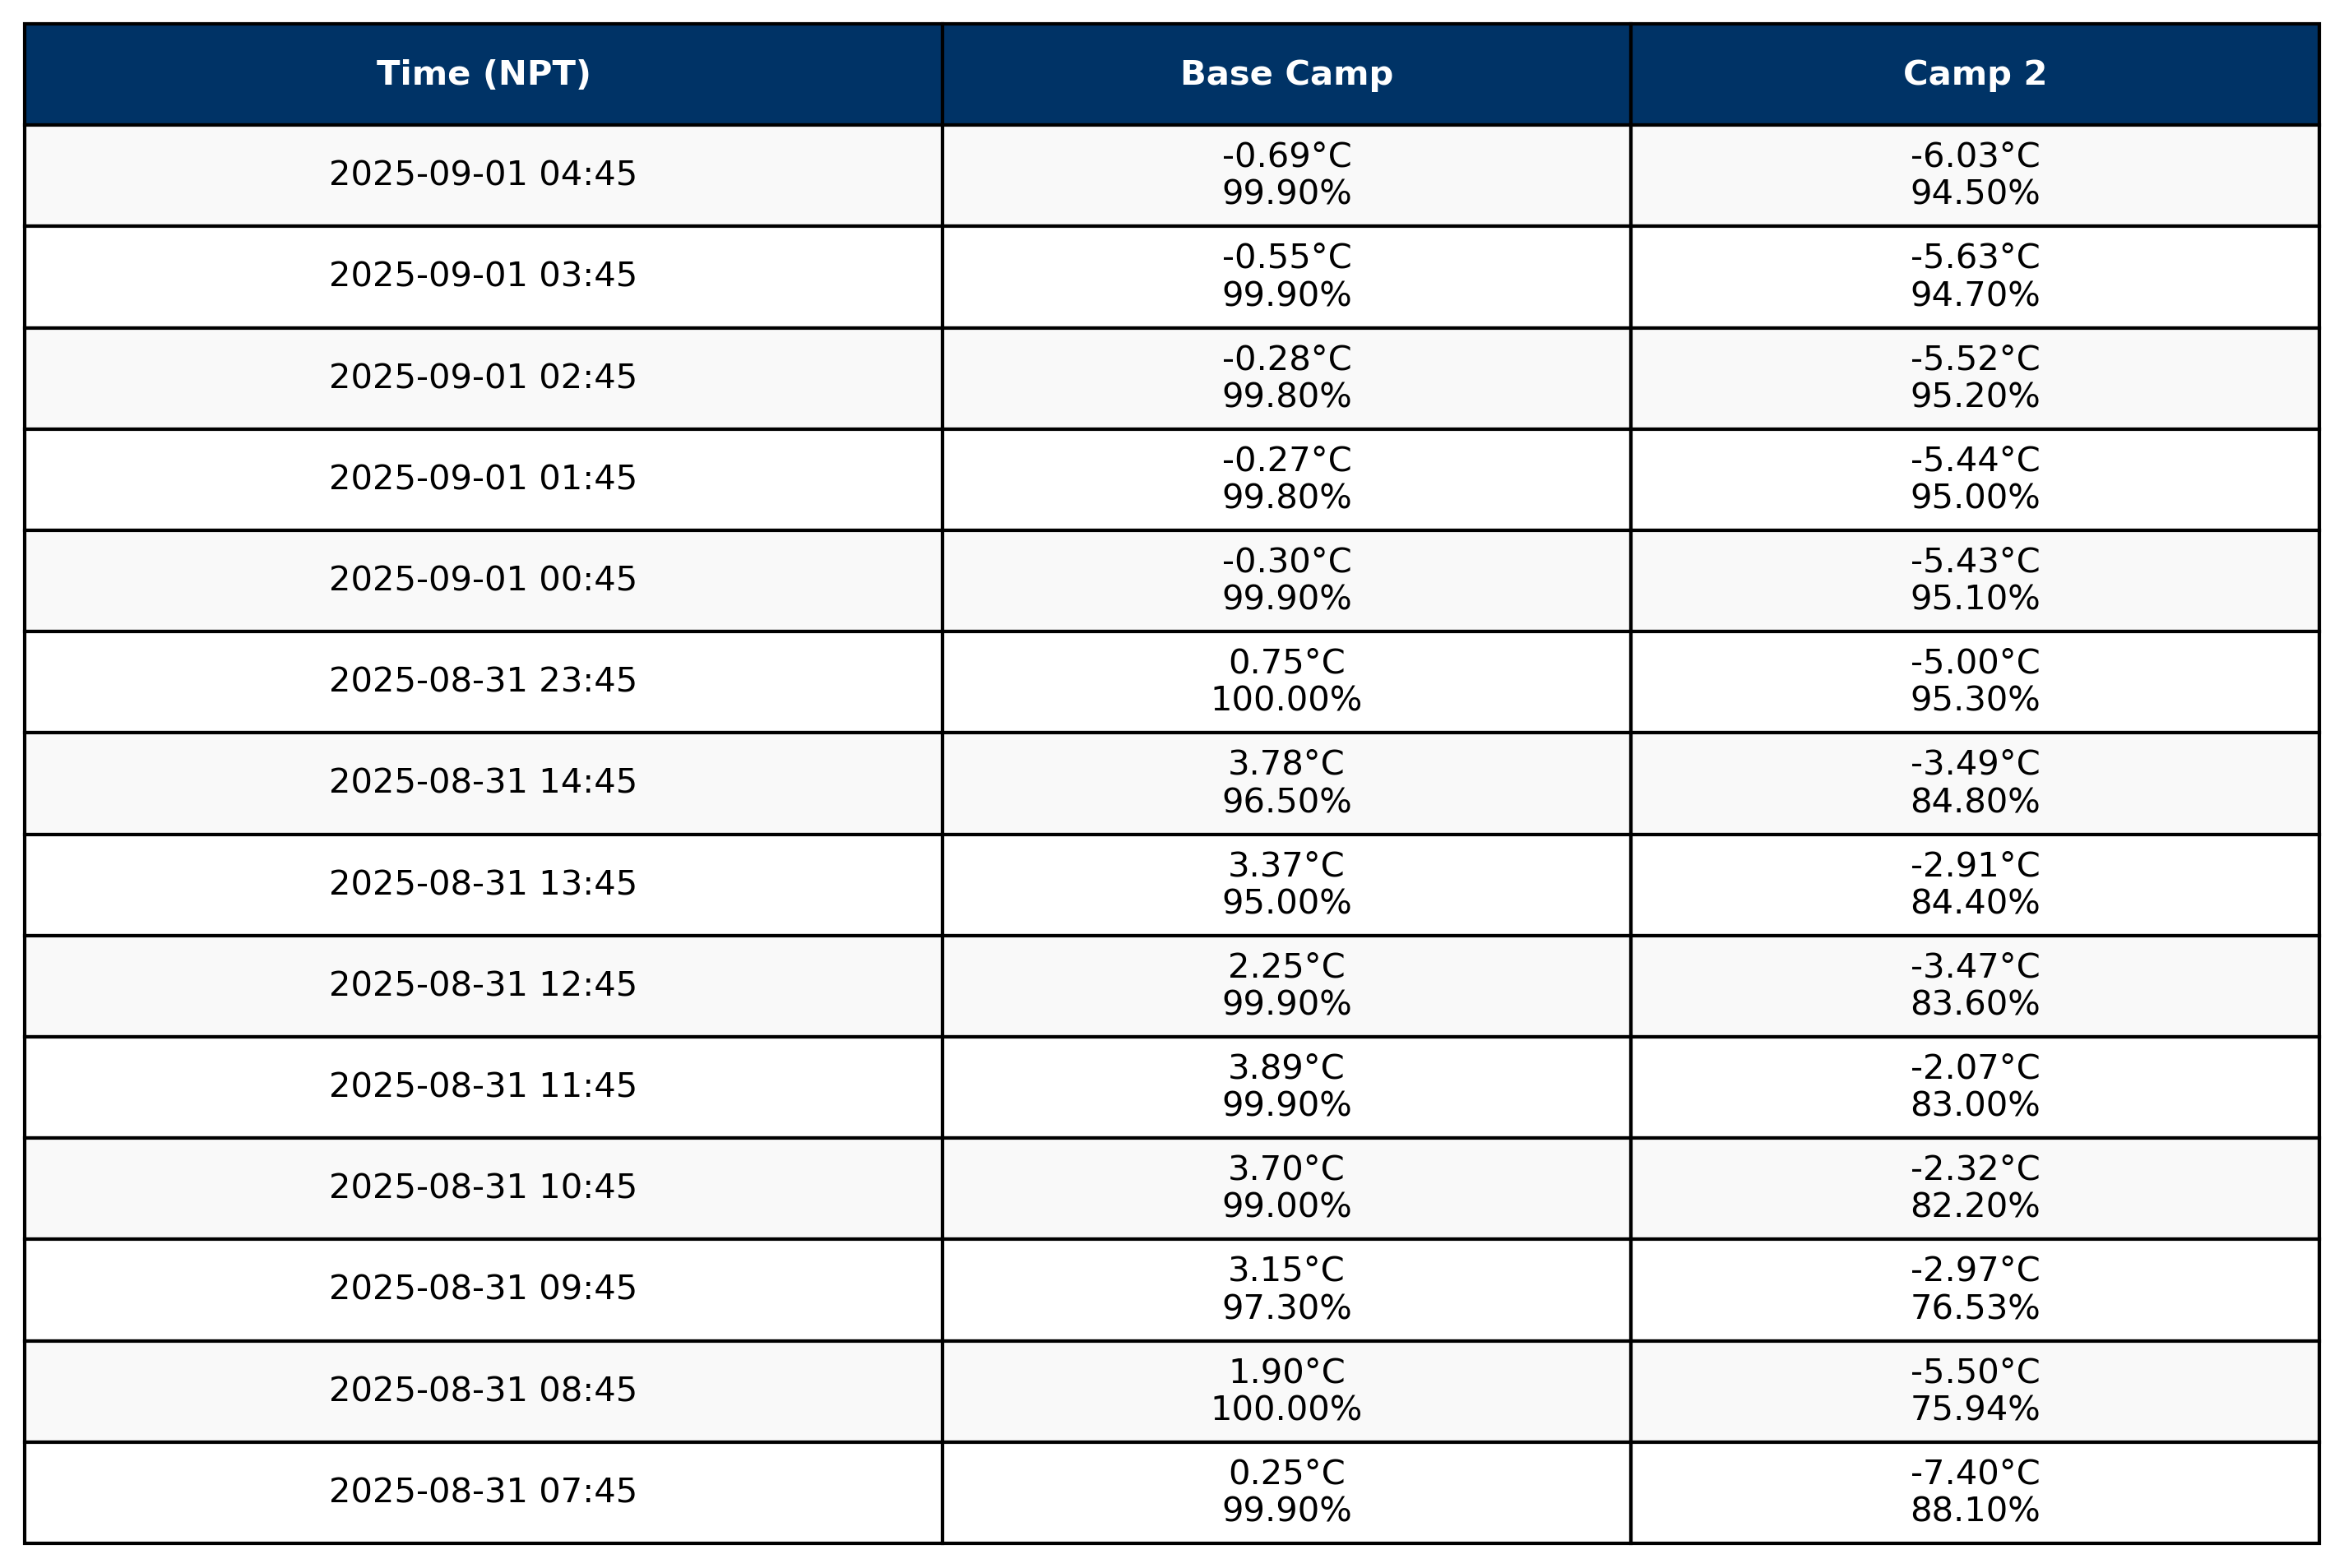 Time (NPT) Base Camp Camp 2
2025-09-01 04:45 -0.69°C 99.90% -6.03°C 94.50%
2025-09-01 03:45 -0.55°C 99.90% -5.63°C 94.70%
2025-09-01 02:45 -0.28°C 99.80% -5.52°C 95.20%
2025-09-01 01:45 -0.27°C 99.80% -5.44°C 95.00%
2025-09-01 00:45 -0.30°C 99.90% -5.43°C 95.10%
2025-08-31 23:45 0.75°C 100.00% -5.00°C 95.30%
2025-08-31 14:45 3.78°C 96.50% -3.49°C 84.80%
2025-08-31 13:45 3.37°C 95.00% -2.91°C 84.40%
2025-08-31 12:45 2.25°C 99.90% -3.47°C 83.60%
2025-08-31 11:45 3.89°C 99.90% -2.07°C 83.00%
2025-08-31 10:45 3.70°C 99.00% -2.32°C 82.20%
2025-08-31 09:45 3.15°C 97.30% -2.97°C 76.53%
2025-08-31 08:45 1.90°C 100.00% -5.50°C 75.94%
2025-08-31 07:45 0.25°C 99.90% -7.40°C 88.10%